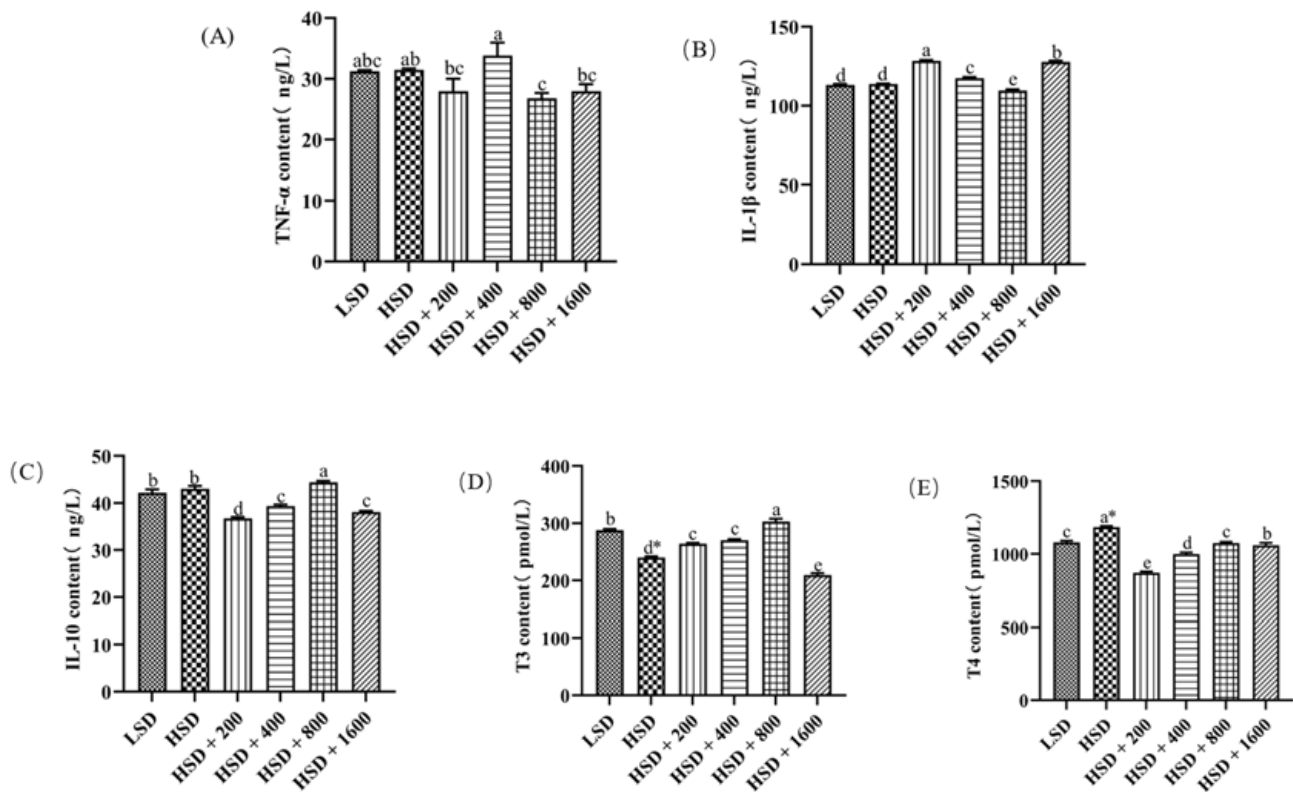 (A)
TNF-α content( ng/L)
40
30
20
10
0
abc
ab
bc
a
c
bc
LSD
HSD
HSD + 200
HSD + 400
HSD + 800
HSD + 1600
(B)
IL-1β content( ng/L)
150
100
50
0
d
d
a
c
e
b
LSD
HSD
HSD + 200
HSD + 400
HSD + 800
HSD + 1600
(C)
IL-10 content( ng/L)
50
40
30
20
10
0
b
b
d
c
a
c
LSD
HSD
HSD + 200
HSD + 400
HSD + 800
HSD + 1600
(D)
T3 content( pmol/L)
400
300
200
100
0
b
d*
c
c
a
e
LSD
HSD
HSD + 200
HSD + 400
HSD + 800
HSD + 1600
(E)
T4 content( pmol/L)
1500
1000
500
0
c
a*
e
d
c
b
LSD
HSD
HSD + 200
HSD + 400
HSD + 800
HSD + 1600